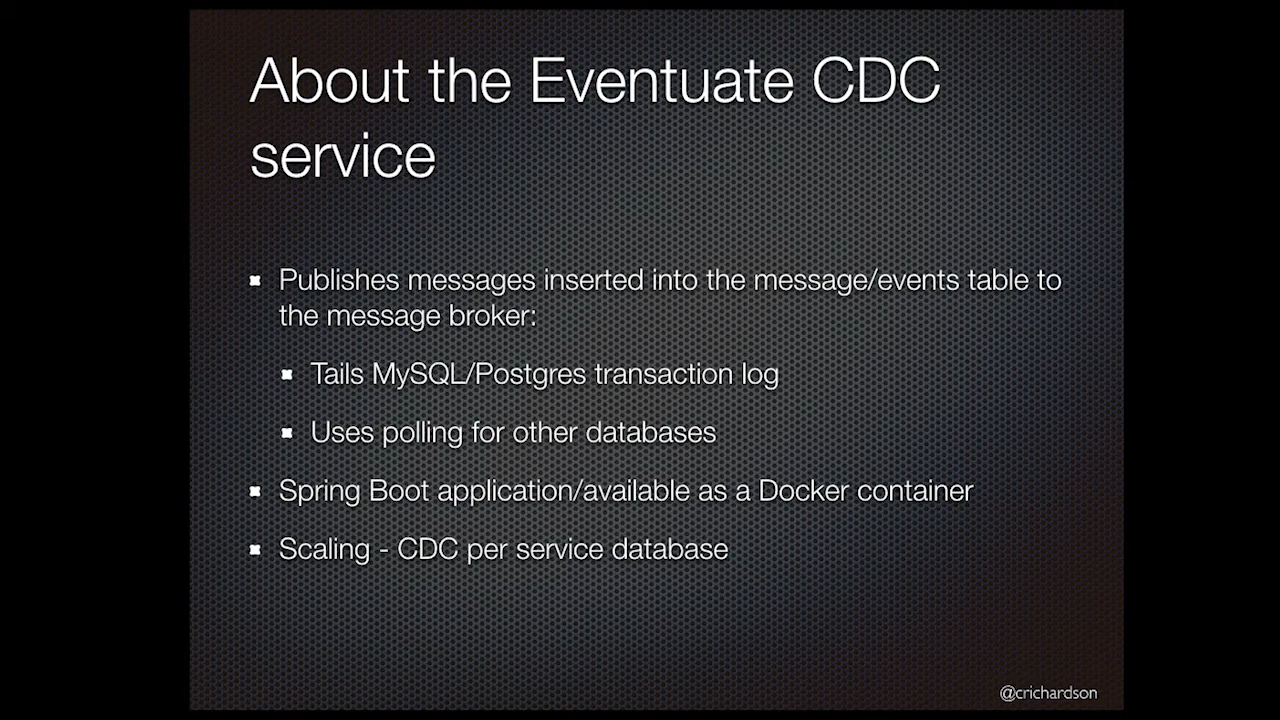 About the Eventuate CDC
service
Publishes messages inserted into the message/events table to
the message broker:
Tails MySQL/Postgres transaction log
Uses polling for other databases
Spring Boot application/available as a Docker container
Scaling - CDC per service database
@crichardson